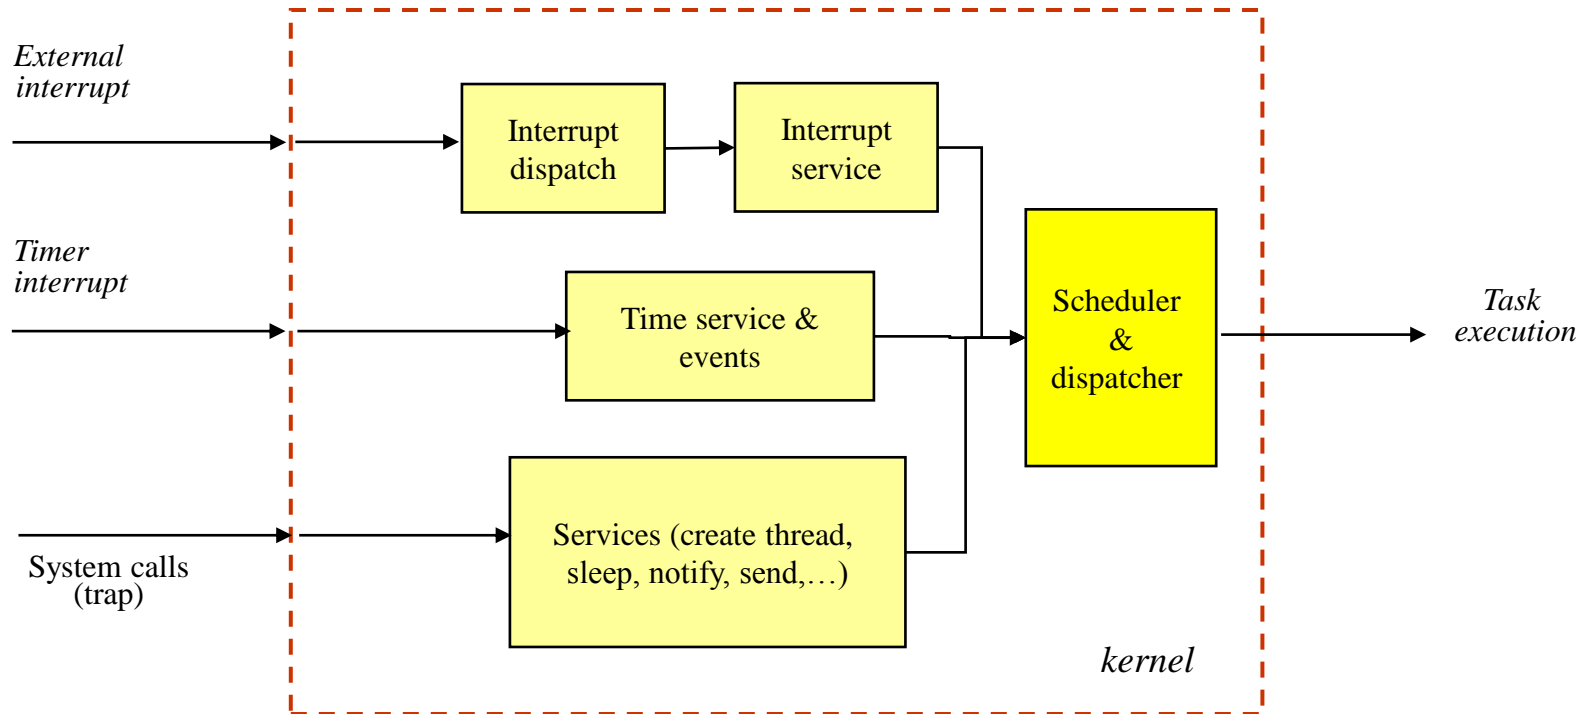 External
interrupt
Interrupt
dispatch
Interrupt
service
Timer
interrupt
Time service &
events
Scheduler
&
dispatcher
Task
execution
System calls
(trap)
Services (create thread,
sleep, notify, send,…)
kernel